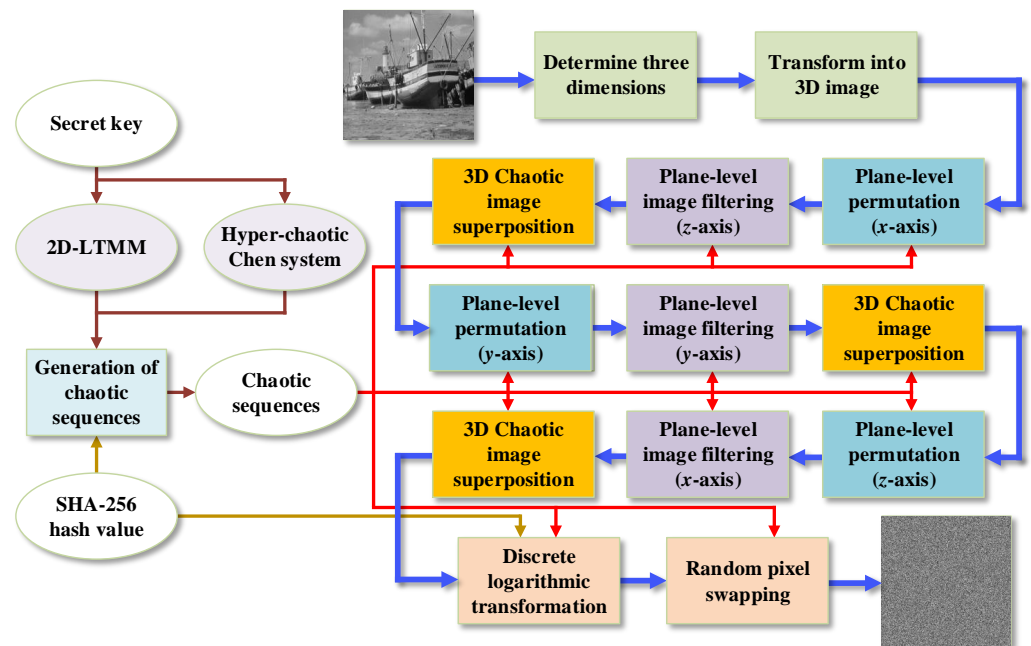 Determine three
dimensions
Transform into
3D image
Secret key
3D Chaotic
image
superposition
Plane-level
image filtering
(z-axis)
Plane-level
permutation
(x-axis)
2D-LTMM
Hyper-chaotic
Chen system
Plane-level
permutation
(y-axis)
Plane-level
image filtering
(y-axis)
3D Chaotic
image
superposition
Generation of
chaotic
sequences
Chaotic
sequences
3D Chaotic
image
superposition
Plane-level
image filtering
(x-axis)
Plane-level
permutation
(z-axis)
SHA-256
hash value
Discrete
logarithmic
transformation
Random pixel
swapping